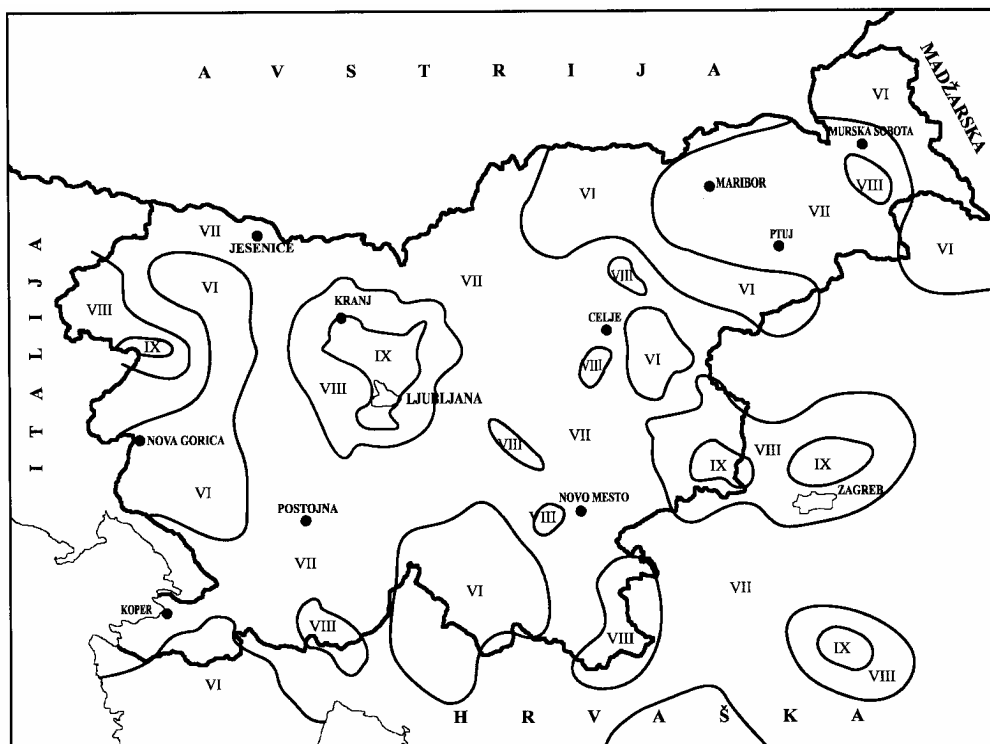 A V S T R I J A
MADŽARSKA
VI
MURSKA SOBOTA
VI
MARIBOR
VIII
VII
VII
JESENICE
PTUJ
VI
VI
VIII
VII
VI
ITALIJA
VIII
KRANJ
CELJE
IX
IX
VIII
VI
VIII
LJUBLJANA
NOVA GORICA
VIII
VII
VIII
IX
IX
VI
ZAGREB
POSTOJNA
NOVO MESTO
VIII
VII
VI
VII
KOPER
VIII
VIII
IX
VIII
VI
H R V A Š K A